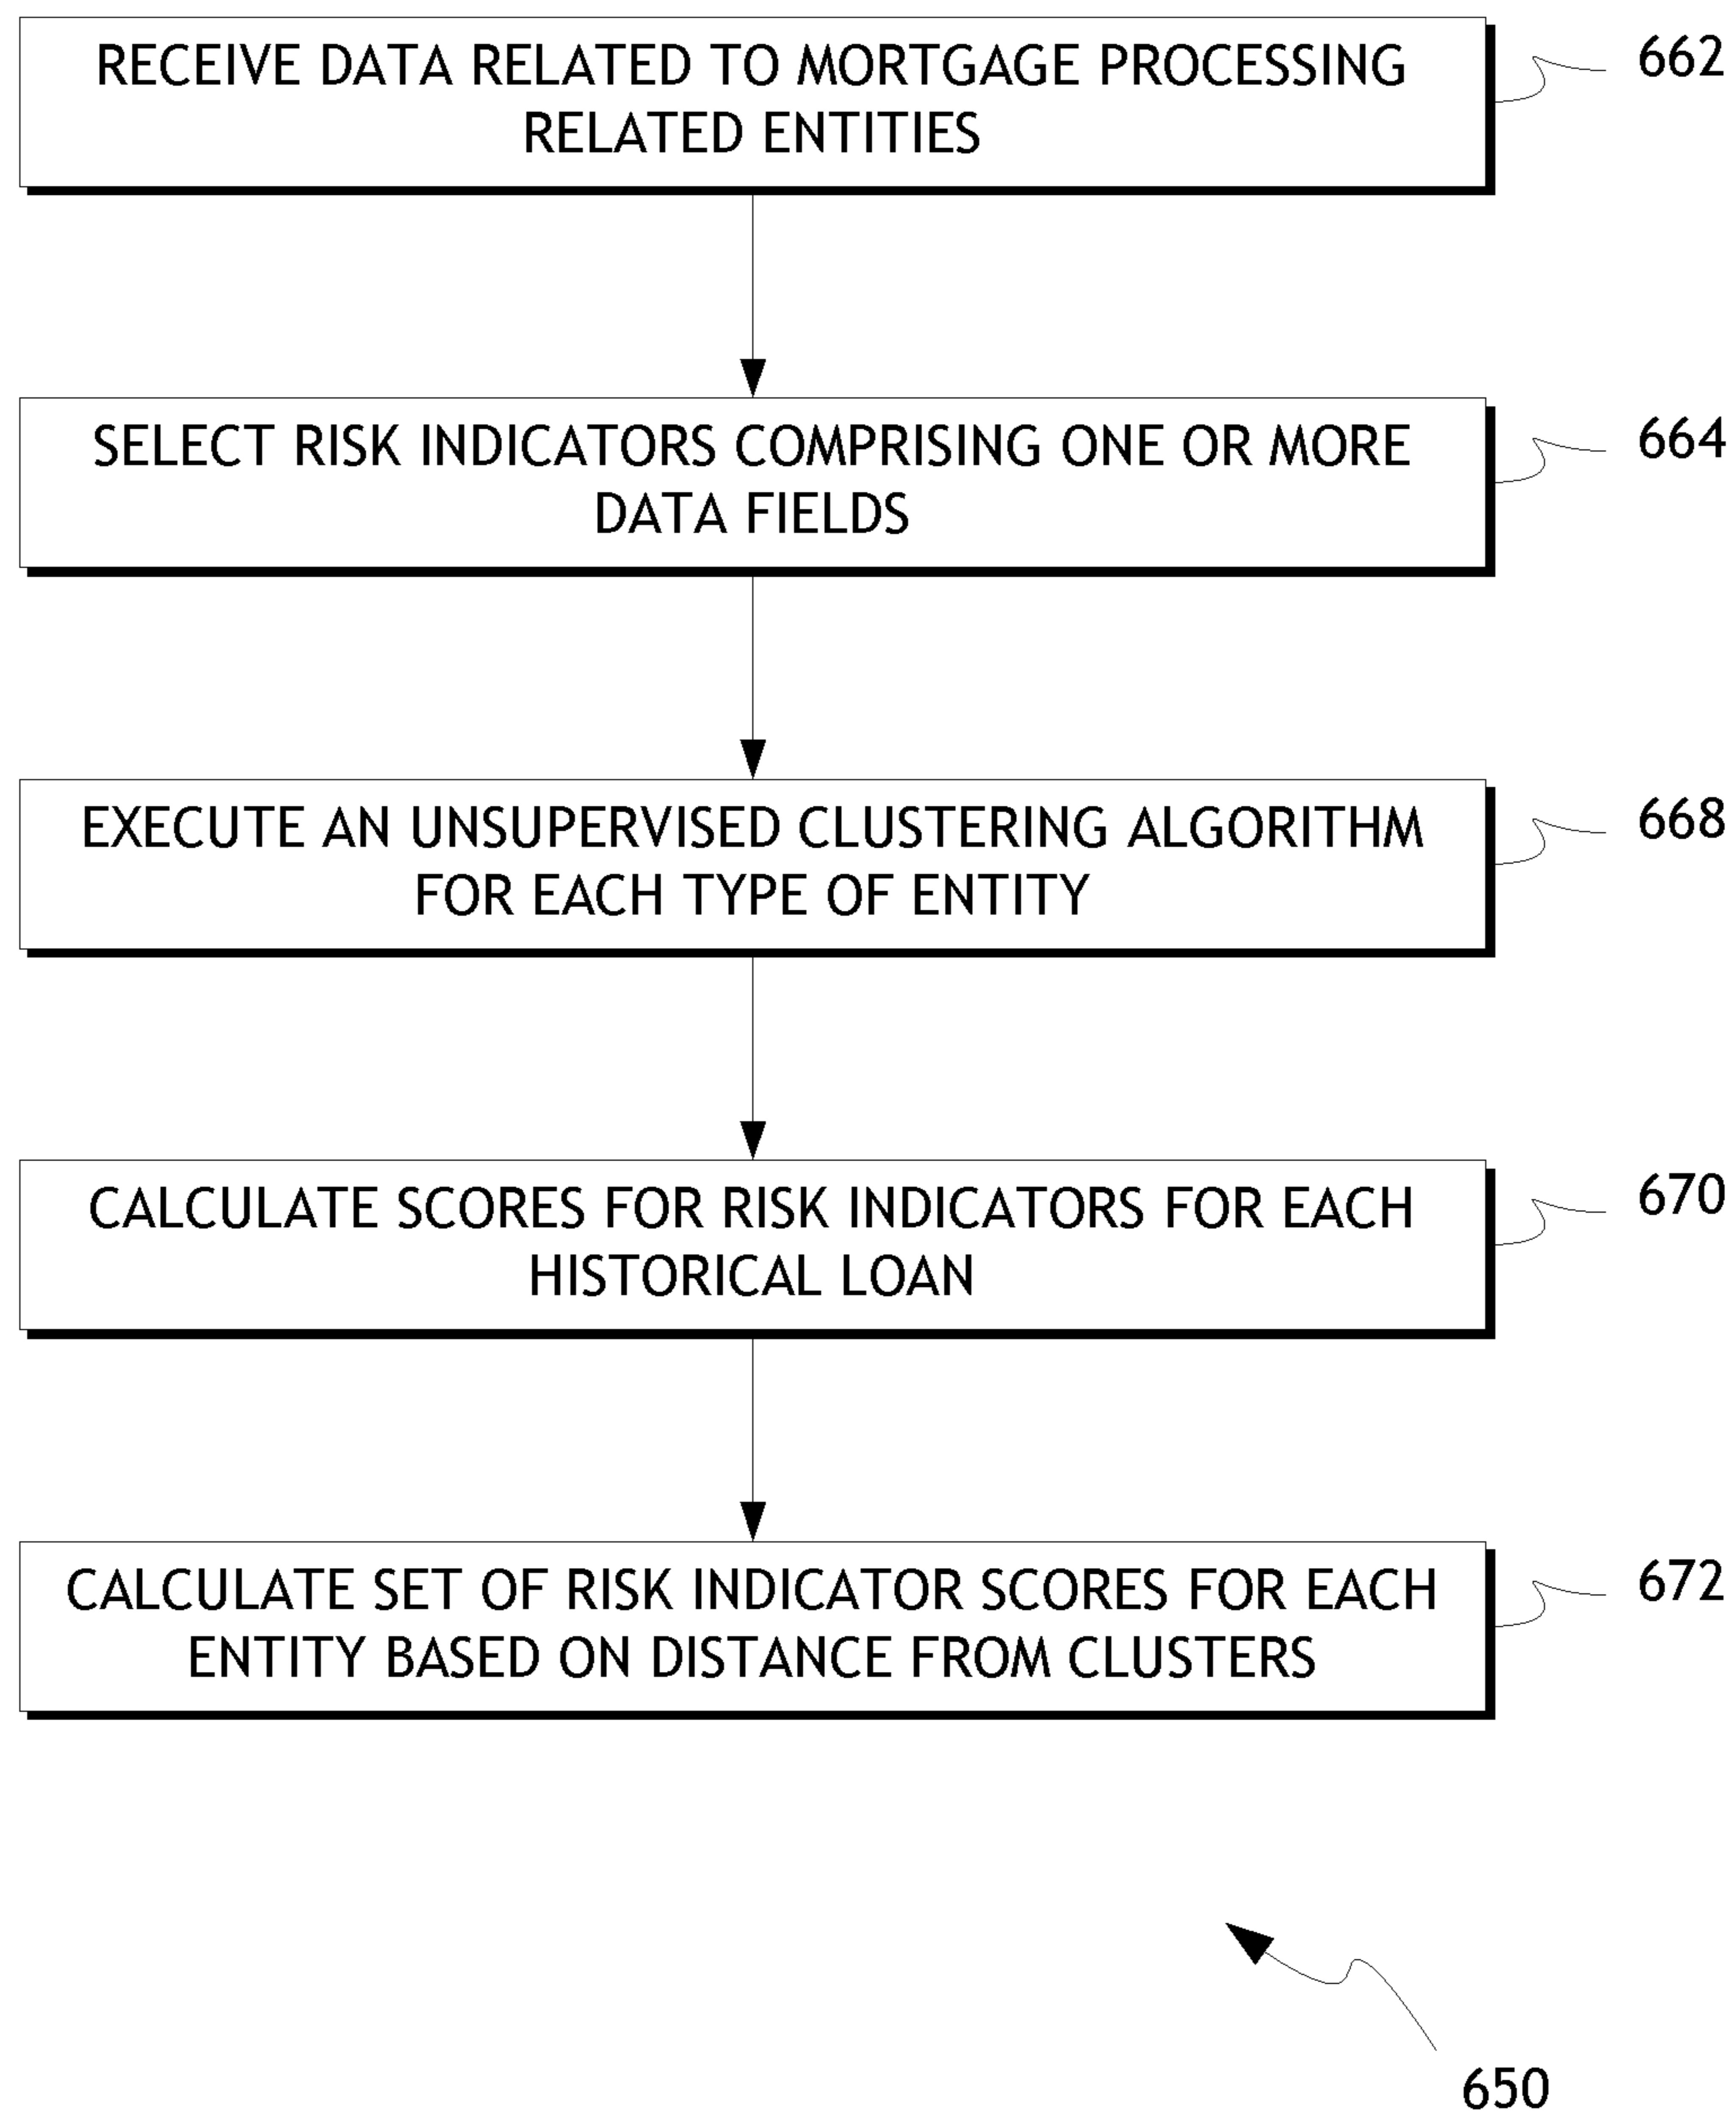 RECEIVE DATA RELATED TO MORTGAGE PROCESSING
RELATED ENTITIES
662
SELECT RISK INDICATORS COMPRISING ONE OR MORE
DATA FIELDS
664
EXECUTE AN UNSUPERVISED CLUSTERING ALGORITHM
FOR EACH TYPE OF ENTITY
668
CALCULATE SCORES FOR RISK INDICATORS FOR EACH
HISTORICAL LOAN
670
CALCULATE SET OF RISK INDICATOR SCORES FOR EACH
ENTITY BASED ON DISTANCE FROM CLUSTERS
672
650